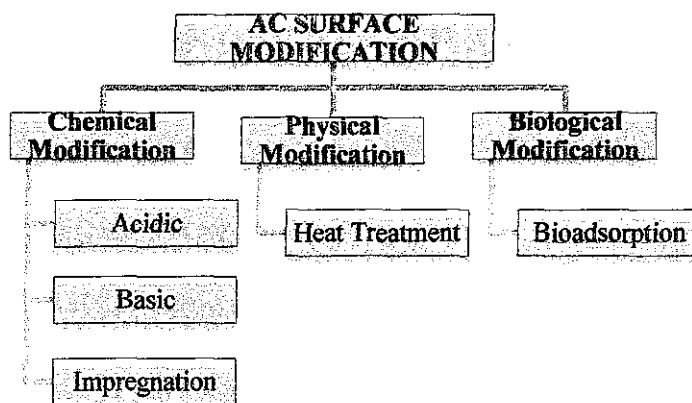 AC SURFACE
MODIFICATION
Chemical
Modification
Physical
Modification
Biological
Modification
Acidic
Heat Treatment
Bioadsorption
Basic
Impregnation